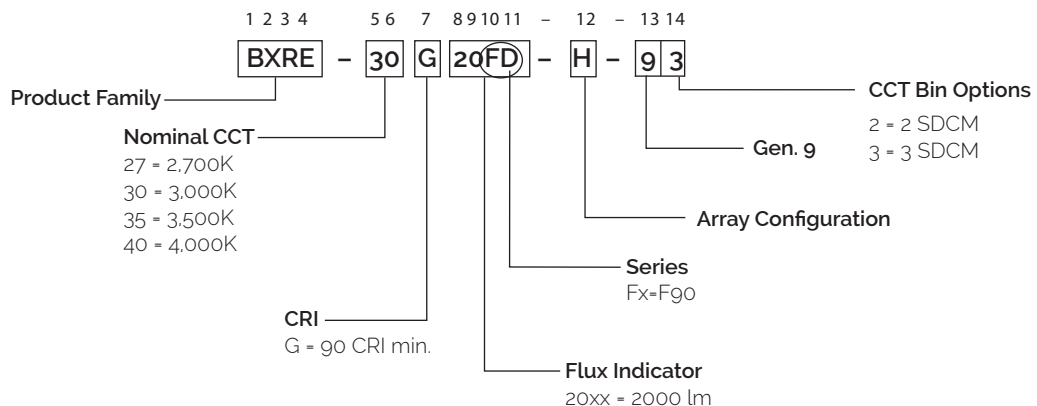 1 2 3 4 5 6 7 8 9 10 11 – 12 – 13 14
BXRE – 30 G 20FD – H – 9 3
Product Family
CCT Bin Options
2 = 2 SDCM
3 = 3 SDCM
Nominal CCT
27 = 2,700K
30 = 3,000K
35 = 3,500K
40 = 4,000K
Gen. 9
Array Configuration
Series
Fx=F90
CRI
G = 90 CRI min.
Flux Indicator
20xx = 2000 lm